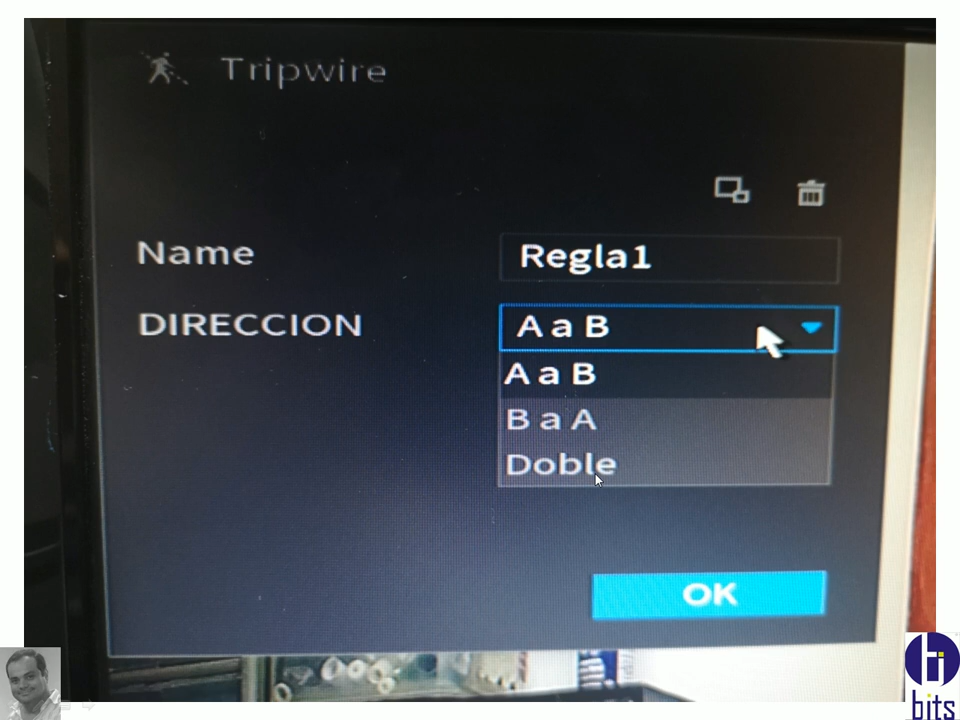 Tripwire
Name
Regla1
DIRECCION
A a B
A a B
B a A
Doble
OK
bits